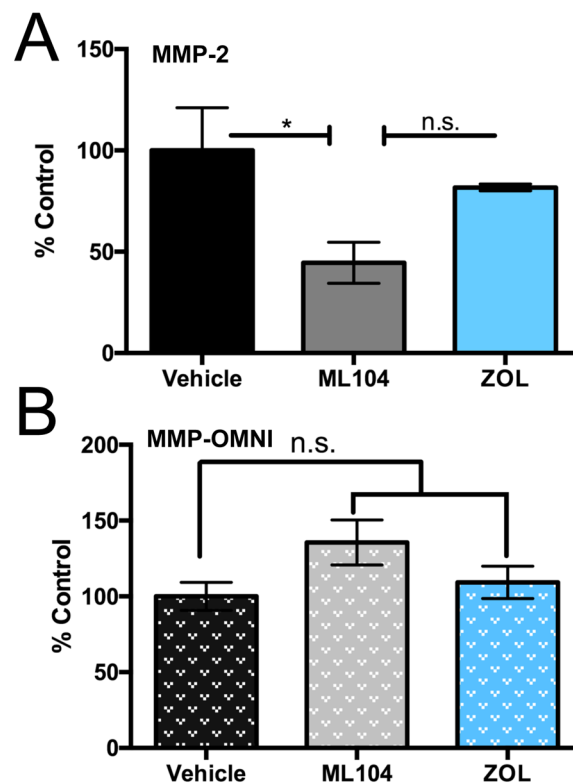 A
MMP-2
150
100
50
0
% Control
*
n.s.
Vehicle
ML104
ZOL
B
MMP-OMNI
n.s.
200
150
100
50
0
% Control
Vehicle
ML104
ZOL